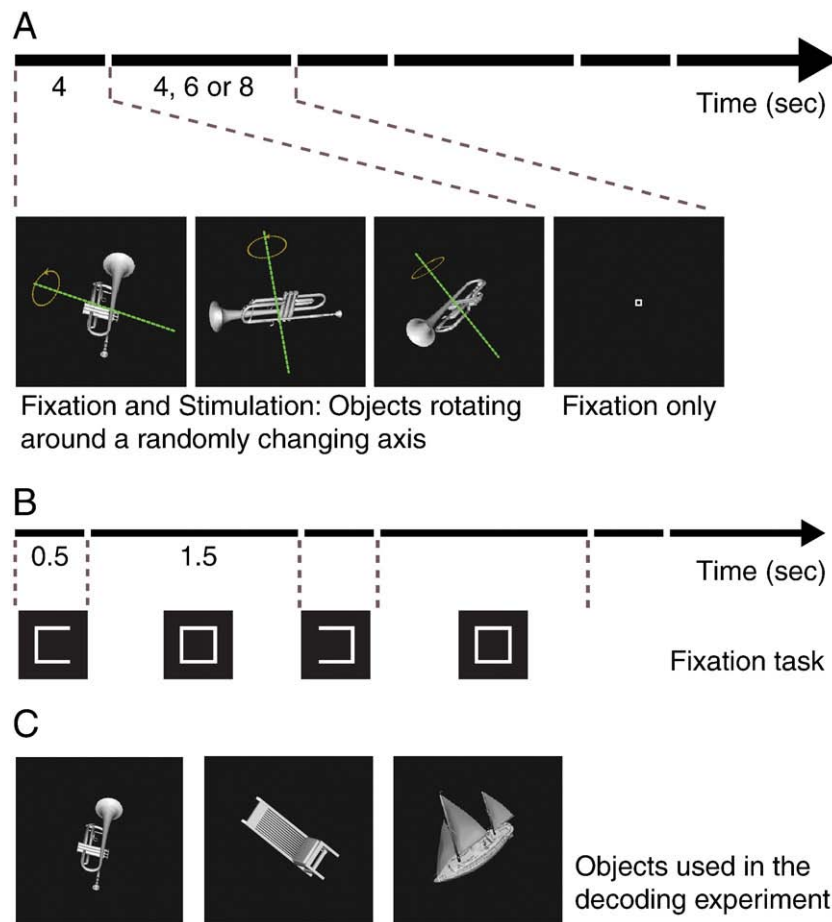 A
4
4, 6 or 8
Time (sec)
Fixation and Stimulation: Objects rotating
around a randomly changing axis
Fixation only
B
0.5
1.5
Time (sec)
Fixation task
C
Objects used in the
decoding experiment